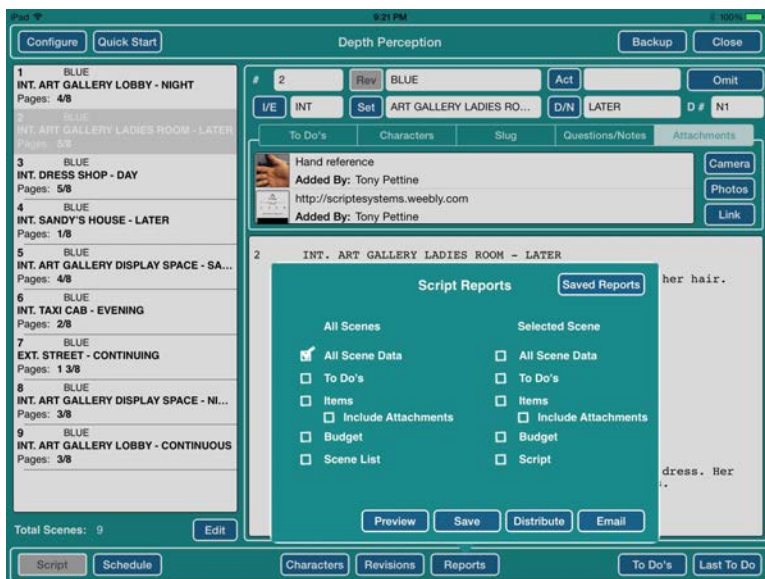 iPad 9:21 PM 100%
Configure Quick Start Depth Perception Backup Close
1 BLUE
INT. ART GALLERY LOBBY - NIGHT
Pages: 4/8
2 BLUE
INT. ART GALLERY LADIES ROOM - LATER
Pages: 5/8
3 BLUE
INT. DRESS SHOP - DAY
Pages: 5/8
4 BLUE
INT. SANDY'S HOUSE - LATER
Pages: 1/8
5 BLUE
INT. ART GALLERY DISPLAY SPACE - SA...
Pages: 4/8
6 BLUE
INT. TAXI CAB - EVENING
Pages: 2/8
7 BLUE
EXT. STREET - CONTINUING
Pages: 1 3/8
8 BLUE
INT. ART GALLERY DISPLAY SPACE - NI...
Pages: 3/8
9 BLUE
INT. ART GALLERY LOBBY - CONTINUOUS
Pages: 3/8
Total Scenes: 9 Edit
# 2 Rev BLUE Act Omit
I/E INT Set ART GALLERY LADIES RO... D/N LATER D # N1
To Do's Characters Slug Questions/Notes Attachments
Hand reference
Added By: Tony Pettine
http://scriptesystems.weebly.com
Added By: Tony Pettine
Camera
Photos
Link
2 INT. ART GALLERY LADIES ROOM - LATER
her hair.
dress. Her
Script Reports Saved Reports
All Scenes Selected Scene
All Scene Data All Scene Data
To Do's To Do's
Items Items
Include Attachments Include Attachments
Budget Budget
Scene List Script
Preview Save Distribute Email
Script Schedule Characters Revisions Reports To Do's Last To Do